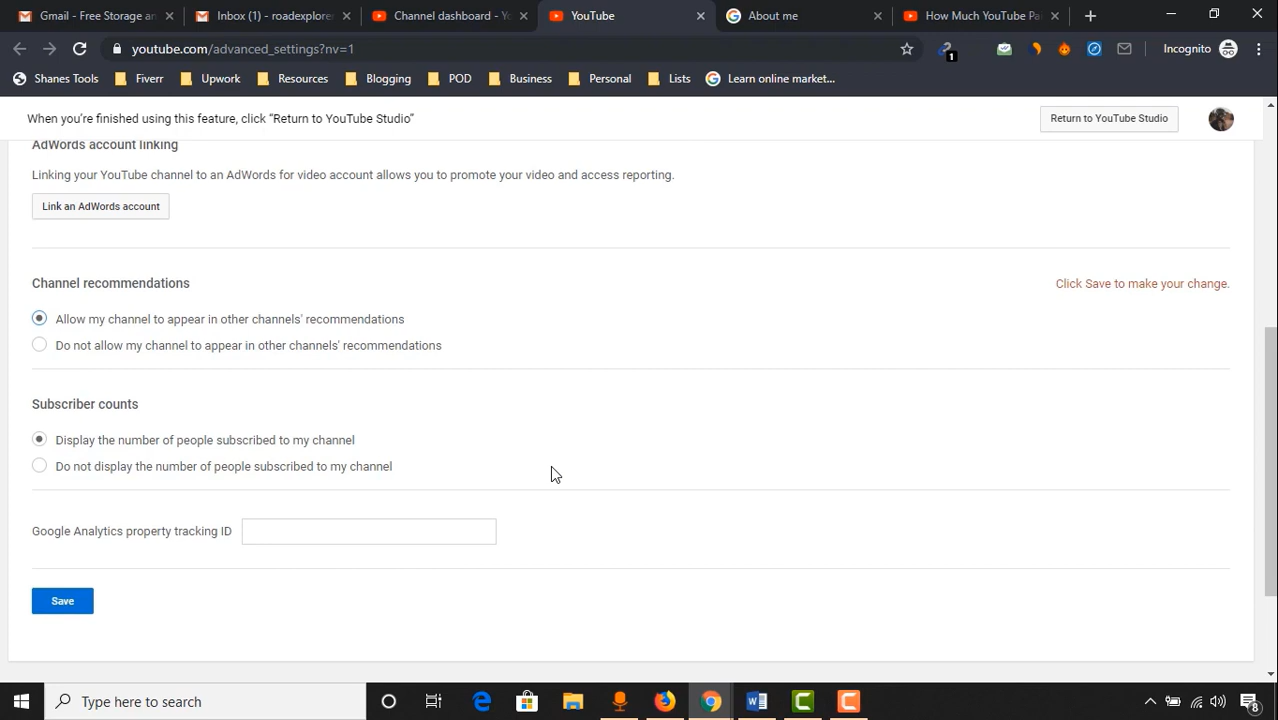 Gmail - Free Storage an
Inbox (1) - roadexplorer
Channel dashboard - Yo
YouTube
About me
How Much YouTube Pa
youtube.com/advanced_settings?nv=1
1
Incognito
Shanes Tools
Fiverr
Upwork
Resources
Blogging
POD
Business
Personal
Lists
Learn online market...
When you're finished using this feature, click "Return to YouTube Studio"
Return to YouTube Studio
AdWords account linking
Linking your YouTube channel to an AdWords for video account allows you to promote your video and access reporting.
Link an AdWords account
Channel recommendations
Click Save to make your change.
Allow my channel to appear in other channels' recommendations
Do not allow my channel to appear in other channels' recommendations
Subscriber counts
Display the number of people subscribed to my channel
Do not display the number of people subscribed to my channel
Google Analytics property tracking ID
Save
Type here to search
8